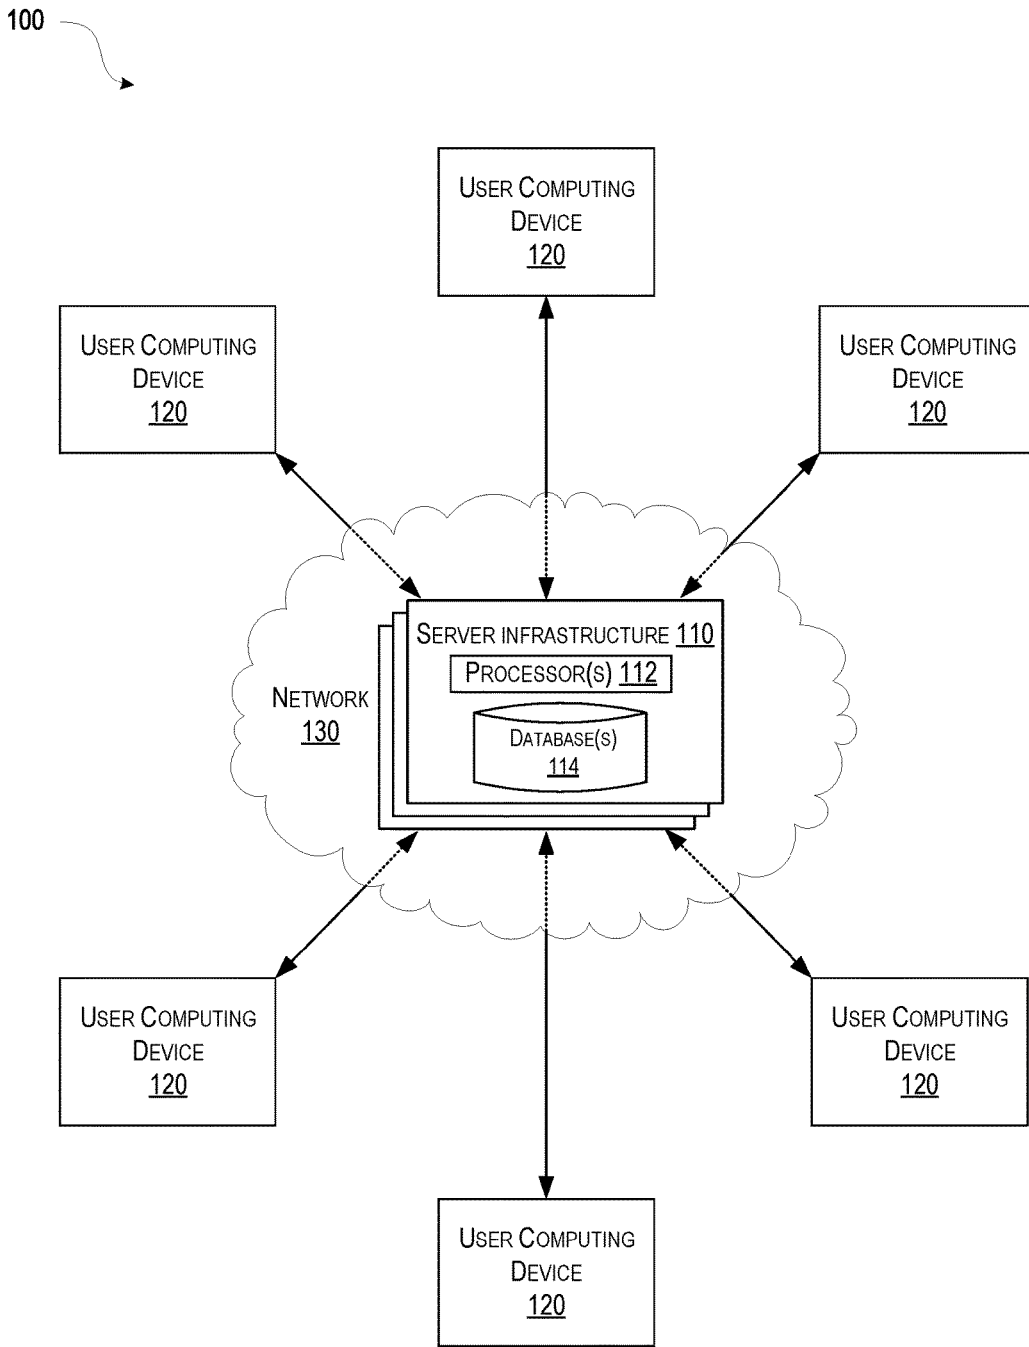 100
USER COMPUTING
DEVICE
120
USER COMPUTING
DEVICE
120
USER COMPUTING
DEVICE
120
SERVER INFRASTRUCTURE 110
PROCESSOR(S) 112
DATABASE(S)
114
NETWORK
130
USER COMPUTING
DEVICE
120
USER COMPUTING
DEVICE
120
USER COMPUTING
DEVICE
120